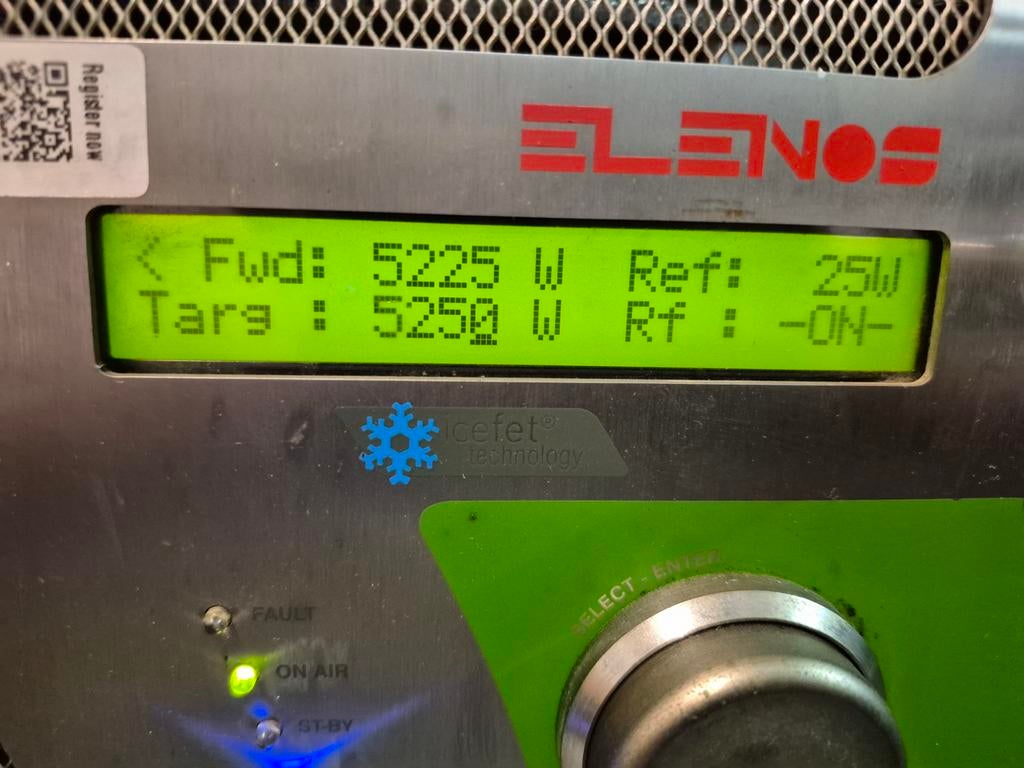 Register now
ELENOS
< Fwd: 5225 W Ref: 25W
Targ : 5250 W Rf : -ON-
icefet®
technology
SELECT - ENTER
FAULT
ON AIR
ST-BY